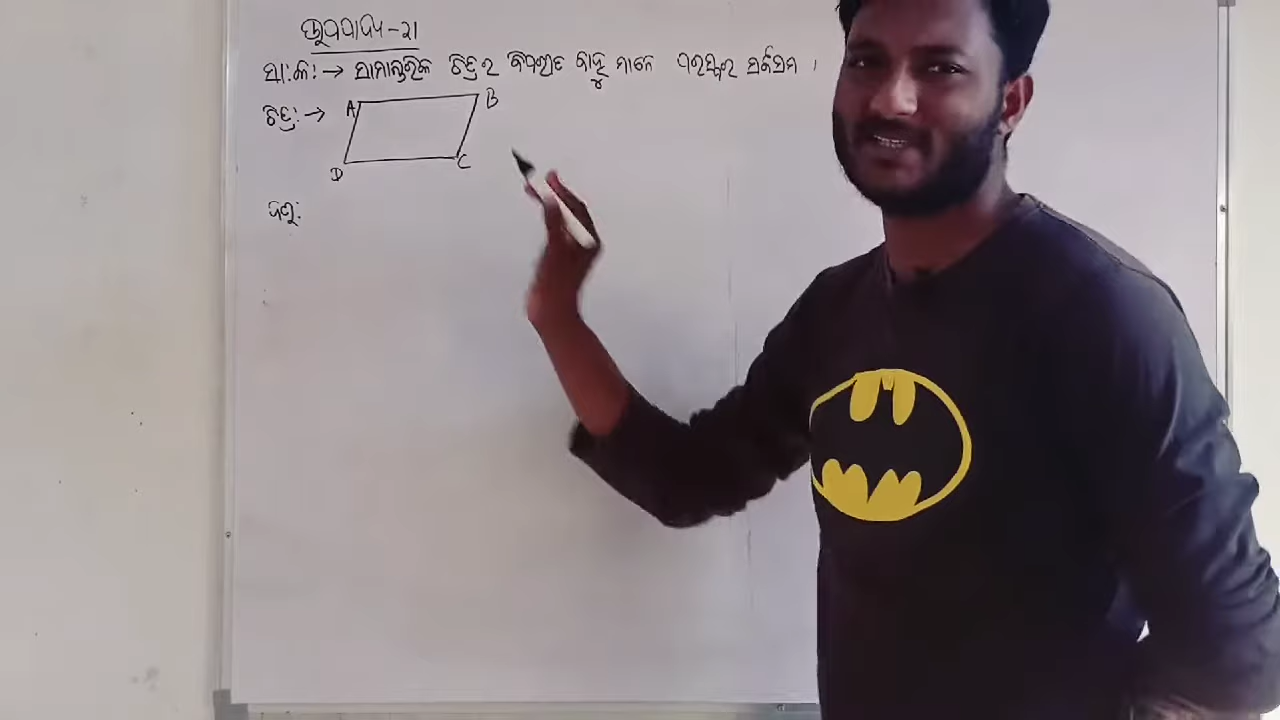 ଉପପାଦ୍ୟ-୨୧
ସା:କ:→ ସାମାନ୍ତରିକ ଚିତ୍ରର ବିପରୀତ ବାହୁ ମାନେ ପରସ୍ପର ସର୍ବସମ ।
ଚିତ୍ର:→ A B
D C
ଦତ୍ତ: